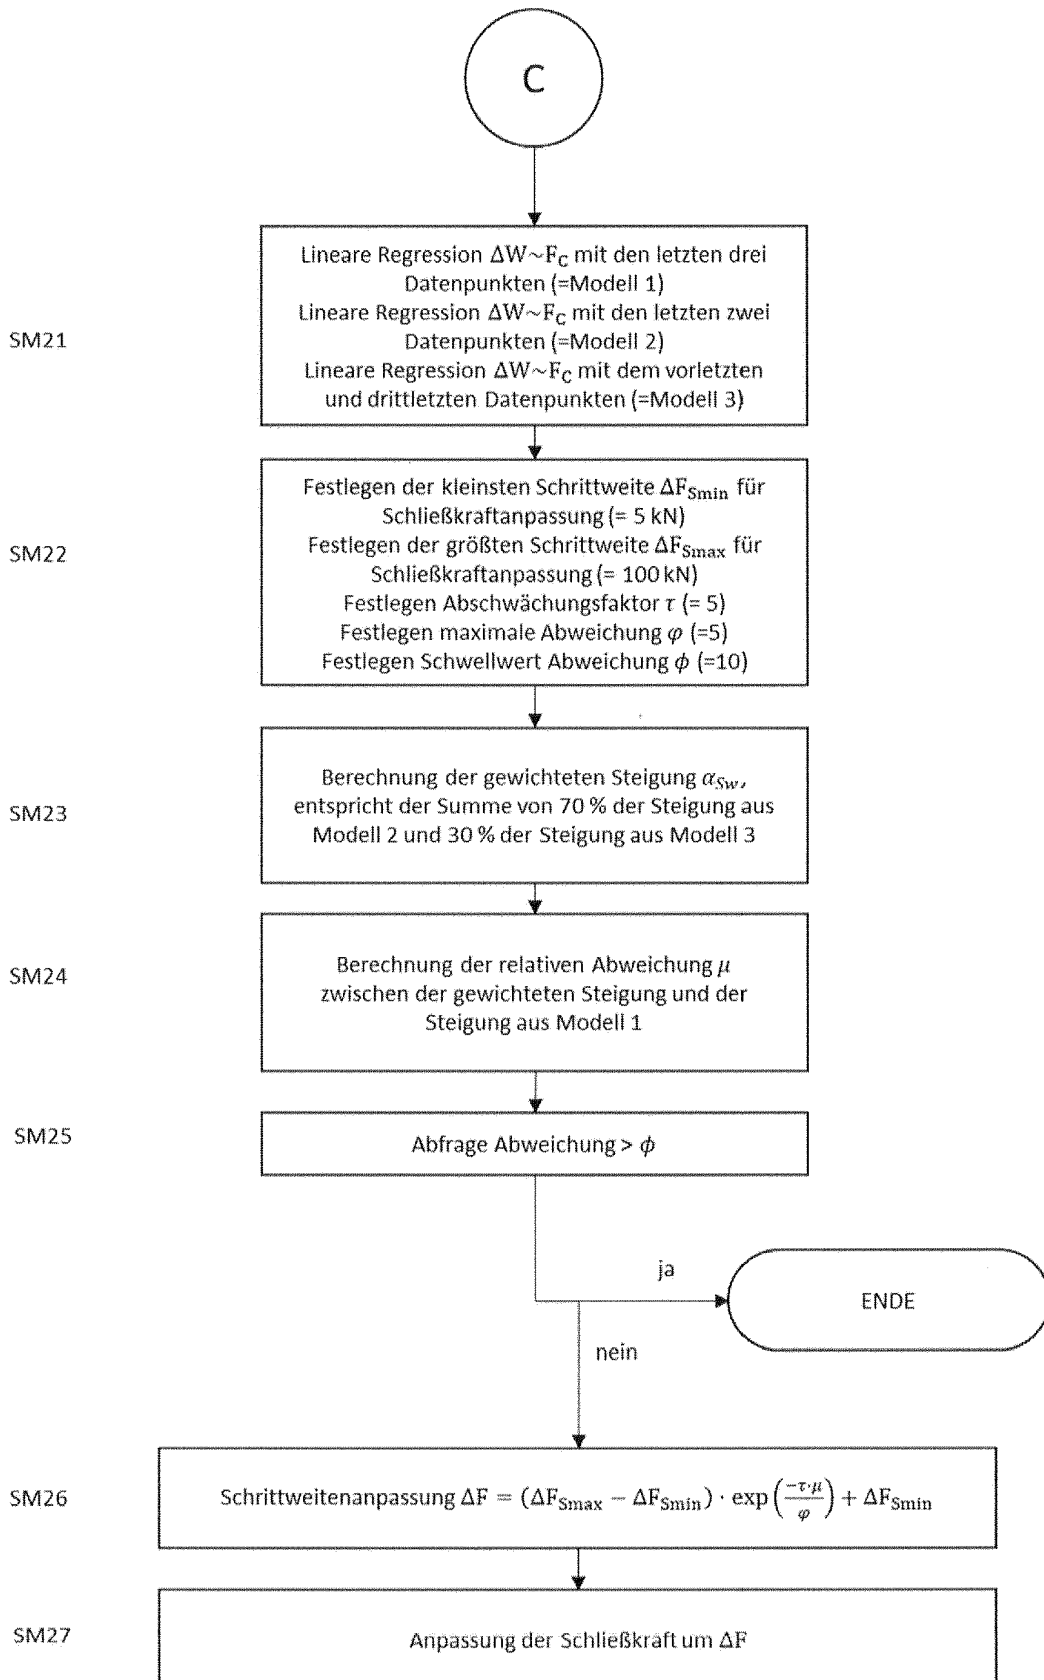 C
SM21
Lineare Regression ΔW~F_C mit den letzten drei
Datenpunkten (=Modell 1)
Lineare Regression ΔW~F_C mit den letzten zwei
Datenpunkten (=Modell 2)
Lineare Regression ΔW~F_C mit dem vorletzten
und drittletzten Datenpunkten (=Modell 3)
SM22
Festlegen der kleinsten Schrittweite ΔF_Smin für
Schließkraftanpassung (= 5 kN)
Festlegen der größten Schrittweite ΔF_Smax für
Schließkraftanpassung (= 100 kN)
Festlegen Abschwächungsfaktor τ (= 5)
Festlegen maximale Abweichung φ (=5)
Festlegen Schwellwert Abweichung ϕ (=10)
SM23
Berechnung der gewichteten Steigung α_Sw,
entspricht der Summe von 70 % der Steigung aus
Modell 2 und 30 % der Steigung aus Modell 3
SM24
Berechnung der relativen Abweichung μ
zwischen der gewichteten Steigung und der
Steigung aus Modell 1
SM25
Abfrage Abweichung > ϕ
ja
ENDE
nein
SM26
Schrittweitenanpassung ΔF = (ΔF_Smax − ΔF_Smin) · exp(−τ·μ/φ) + ΔF_Smin
SM27
Anpassung der Schließkraft um ΔF